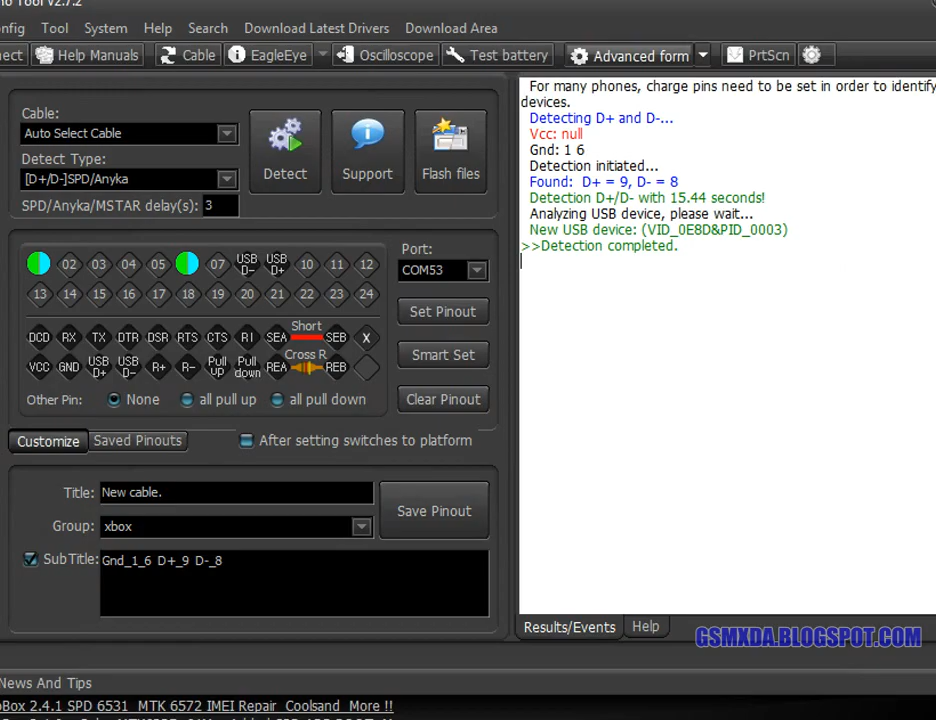 no Tool v2.7.2
nfig Tool System Help Search Download Latest Drivers Download Area
nect Help Manuals Cable EagleEye Oscilloscope Test battery Advanced form PrtScn
Cable:
Auto Select Cable
Detect Type:
[D+/D-]SPD/Anyka
SPD/Anyka/MSTAR delay(s): 3
Detect Support Flash files
02 03 04 05 07 USB D- USB D+ 10 11 12
13 14 15 16 17 18 19 20 21 22 23 24
Short
DCD RX TX DTR DSR RTS CTS RI SEA SEB X
Cross R
VCC GND USB D+ USB D- R+ R- Pull UP Pull down REA REB
Other Pin: None all pull up all pull down
Port:
COM53
Set Pinout
Smart Set
Clear Pinout
Customize Saved Pinouts After setting switches to platform
Title: New cable.
Group: xbox
SubTitle: Gnd_1_6 D+_9 D-_8
Save Pinout
For many phones, charge pins need to be set in order to identify
devices.
Detecting D+ and D-...
Vcc: null
Gnd: 1 6
Detection initiated...
Found: D+ = 9, D- = 8
Detection D+/D- with 15.44 seconds!
Analyzing USB device, please wait...
New USB device: (VID_0E8D&PID_0003)
>>Detection completed.
Results/Events Help
GSMXDA.BLOGSPOT.COM
News And Tips
oBox 2.4.1 SPD 6531 MTK 6572 IMEI Repair Coolsand More !!